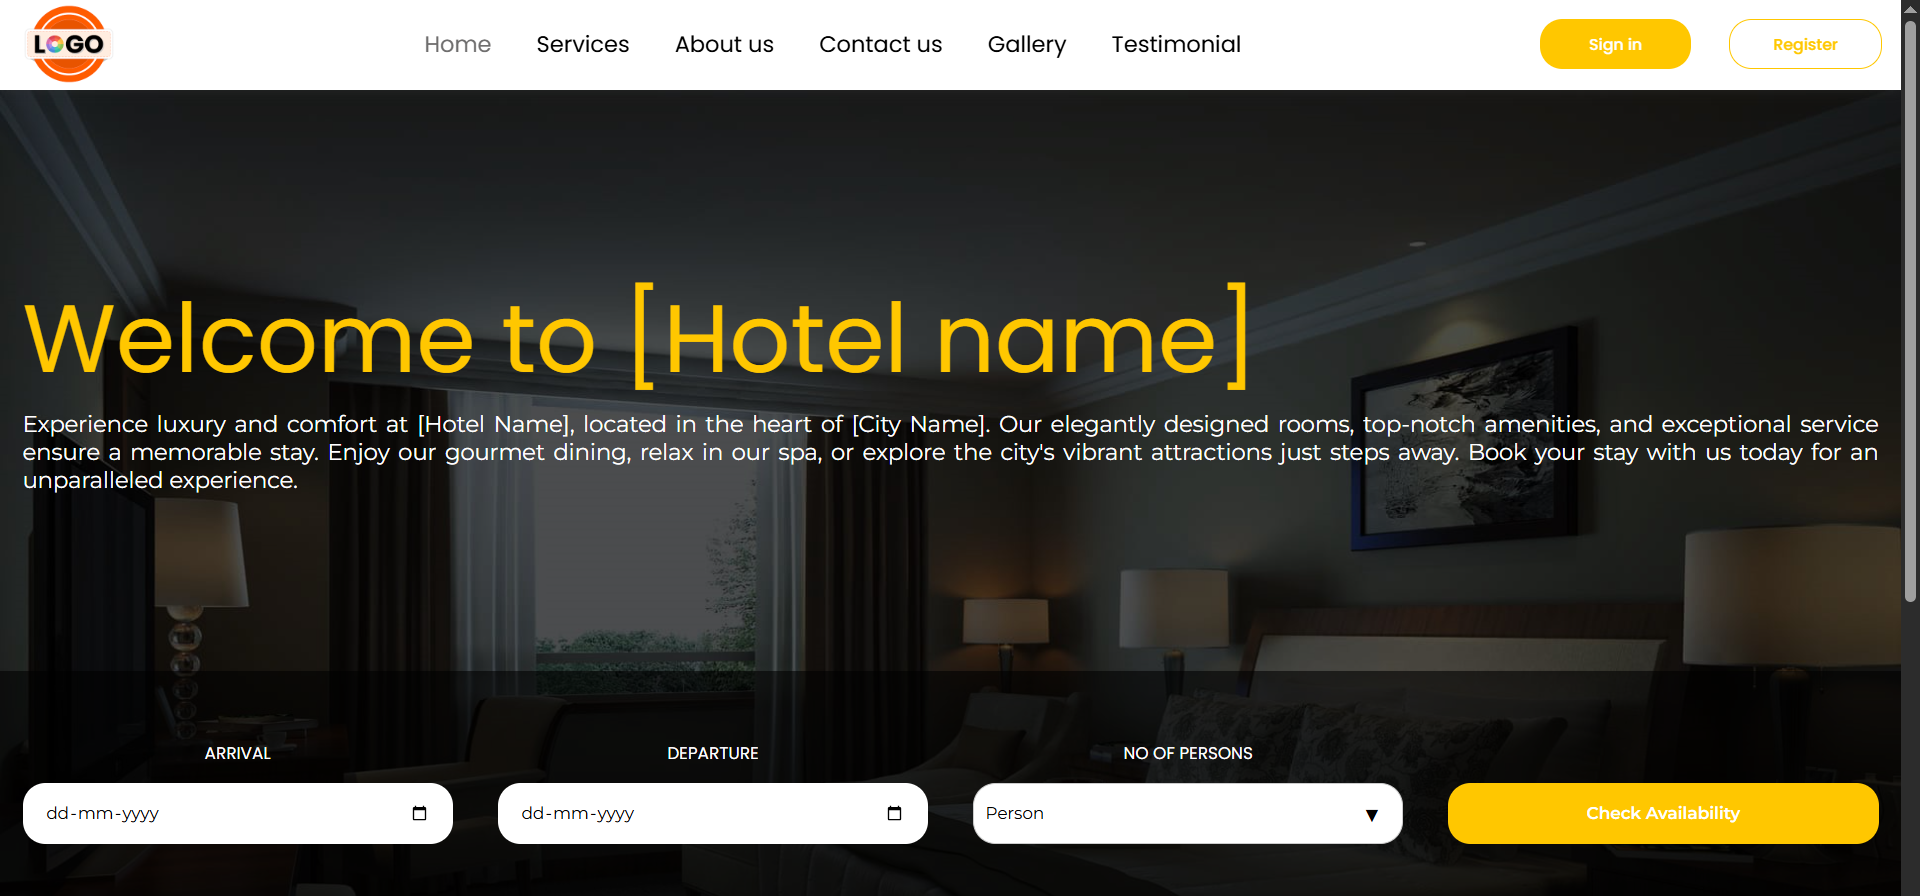 LOGO
Home Services About us Contact us Gallery Testimonial
Sign in Register
Welcome to [Hotel name]
Experience luxury and comfort at [Hotel Name], located in the heart of [City Name]. Our elegantly designed rooms, top-notch amenities, and exceptional service
ensure a memorable stay. Enjoy our gourmet dining, relax in our spa, or explore the city's vibrant attractions just steps away. Book your stay with us today for an
unparalleled experience.
ARRIVAL DEPARTURE NO OF PERSONS
dd-mm-yyyy dd-mm-yyyy Person Check Availability